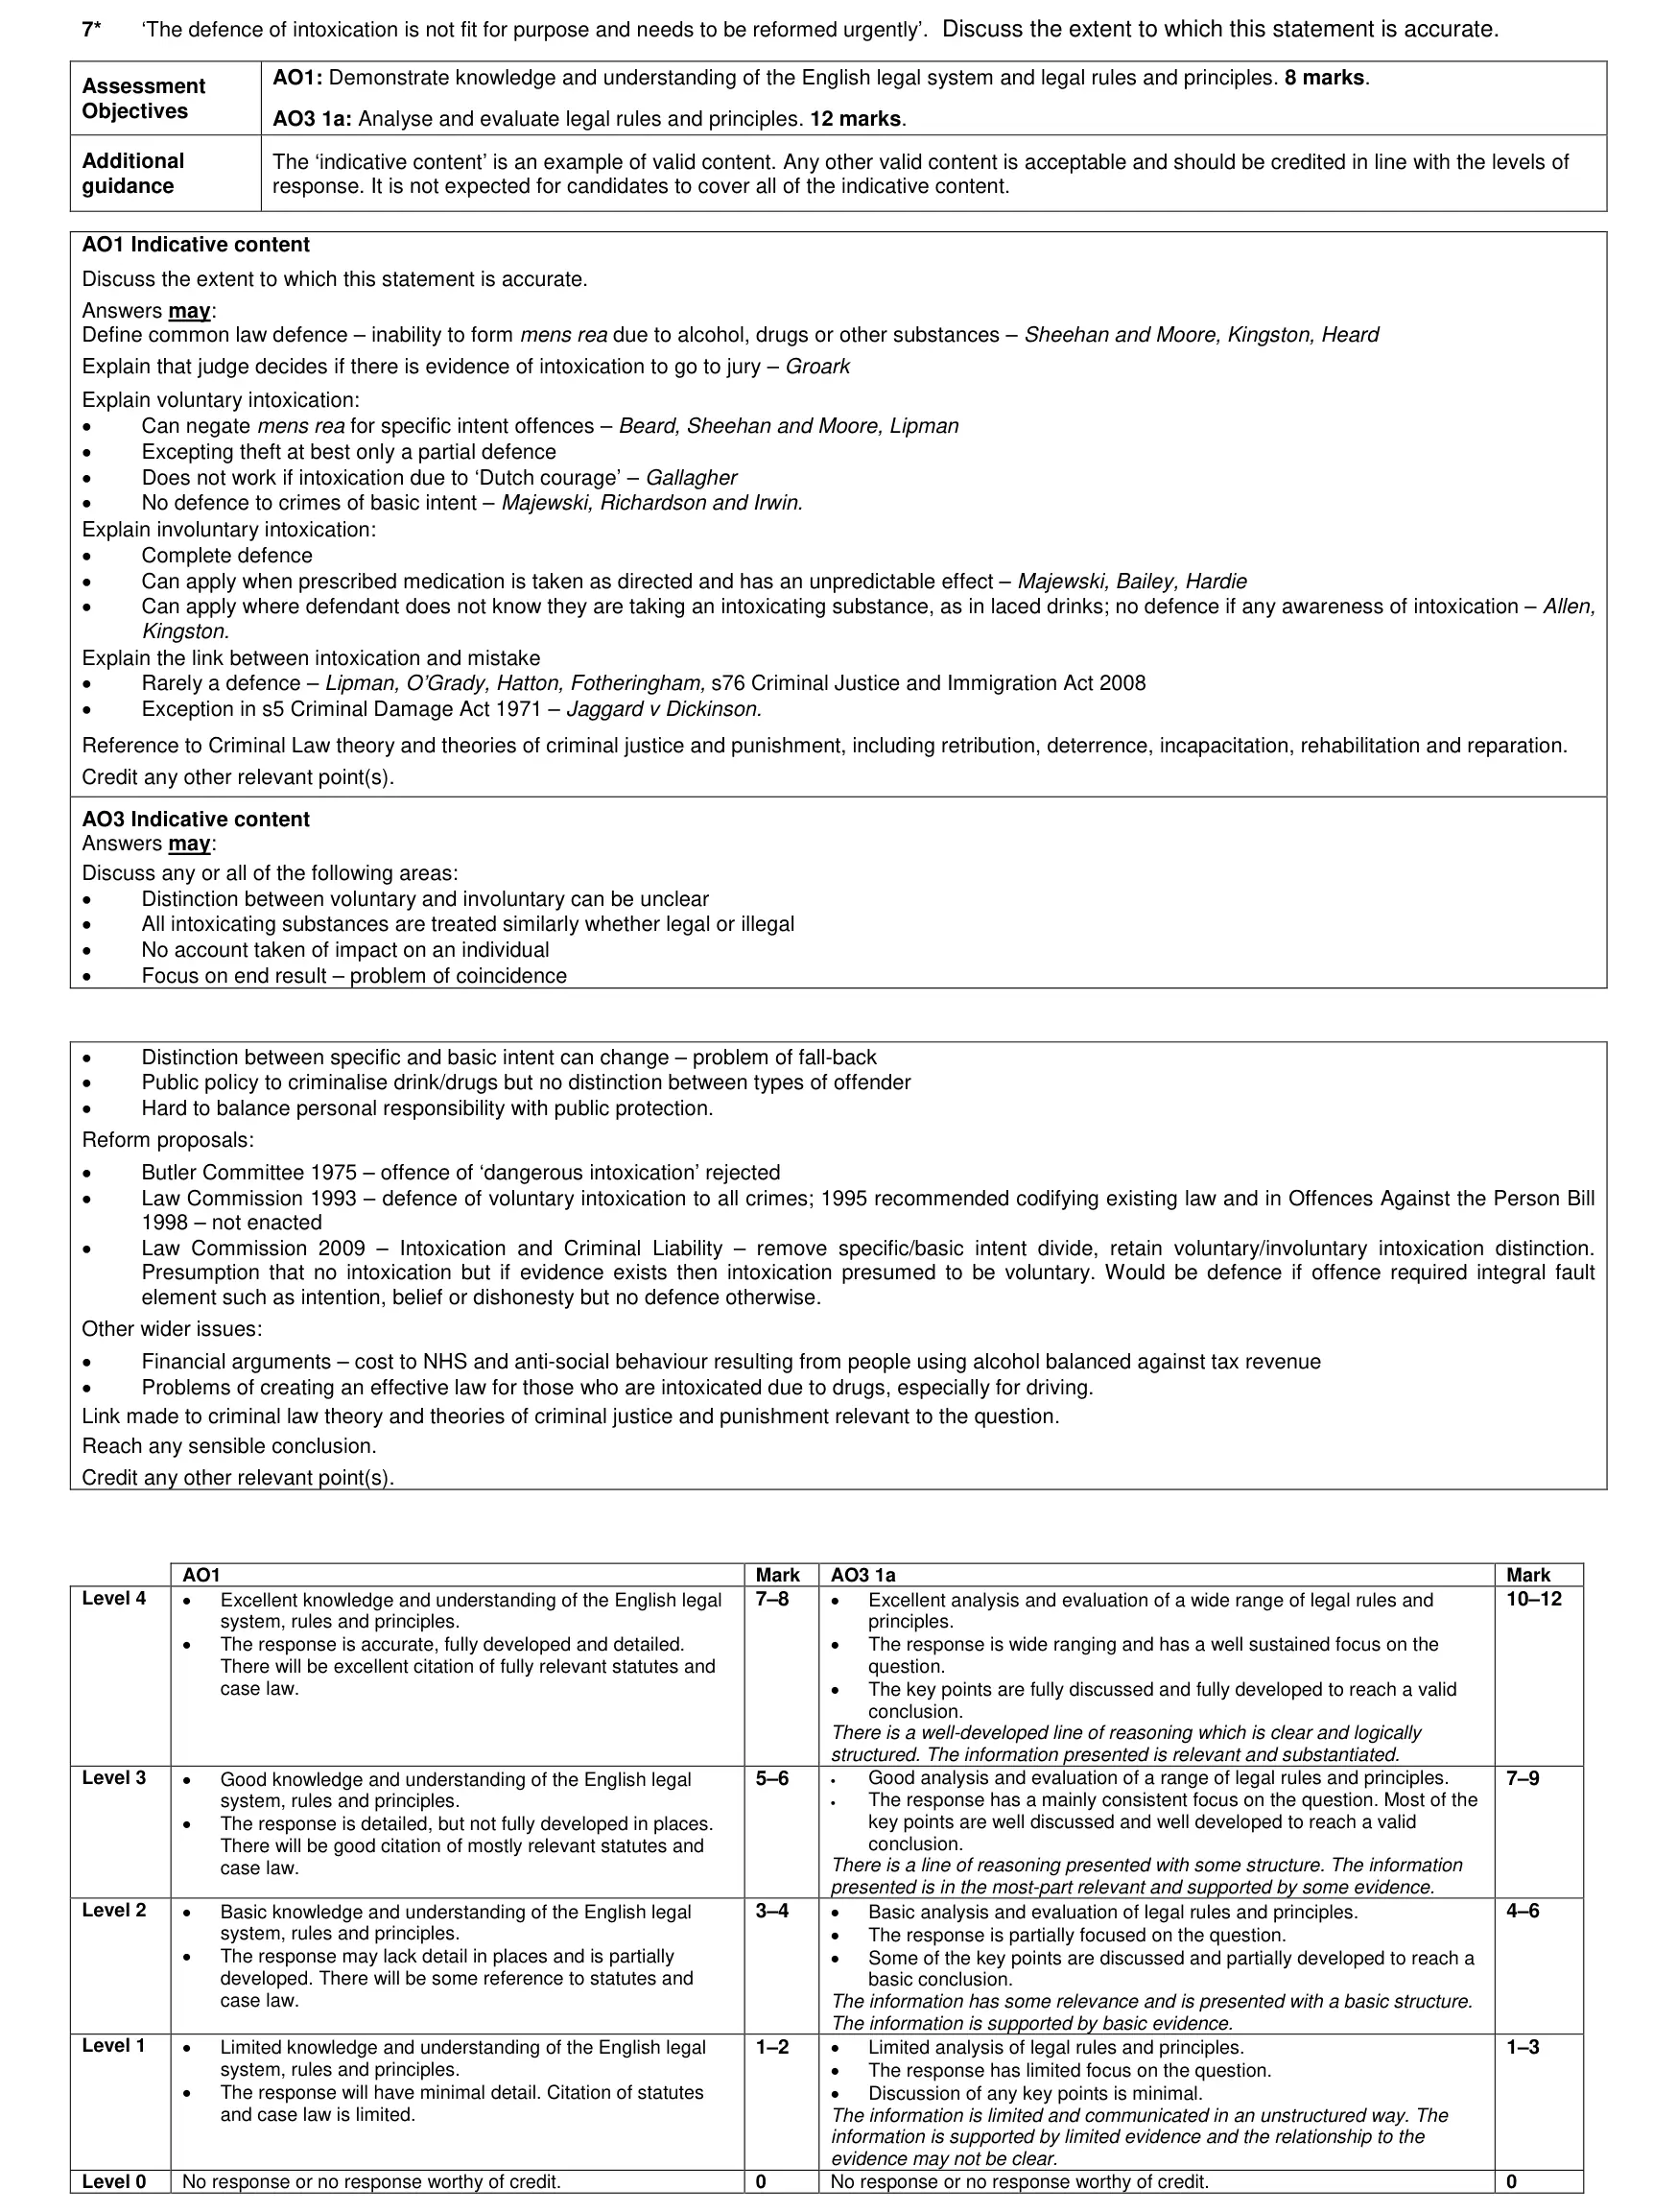 7* ‘The defence of intoxication is not fit for purpose and needs to be reformed urgently’. Discuss the extent to which this statement is accurate.
Assessment Objectives
AO1: Demonstrate knowledge and understanding of the English legal system and legal rules and principles. 8 marks.
AO3 1a: Analyse and evaluate legal rules and principles. 12 marks.
Additional guidance
The ‘indicative content’ is an example of valid content. Any other valid content is acceptable and should be credited in line with the levels of
response. It is not expected for candidates to cover all of the indicative content.
AO1 Indicative content
Discuss the extent to which this statement is accurate.
Answers may:
Define common law defence – inability to form mens rea due to alcohol, drugs or other substances – Sheehan and Moore, Kingston, Heard
Explain that judge decides if there is evidence of intoxication to go to jury – Groark
Explain voluntary intoxication:
• Can negate mens rea for specific intent offences – Beard, Sheehan and Moore, Lipman
• Excepting theft at best only a partial defence
• Does not work if intoxication due to ‘Dutch courage’ – Gallagher
• No defence to crimes of basic intent – Majewski, Richardson and Irwin.
Explain involuntary intoxication:
• Complete defence
• Can apply when prescribed medication is taken as directed and has an unpredictable effect – Majewski, Bailey, Hardie
• Can apply where defendant does not know they are taking an intoxicating substance, as in laced drinks; no defence if any awareness of intoxication – Allen,
Kingston.
Explain the link between intoxication and mistake
• Rarely a defence – Lipman, O’Grady, Hatton, Fotheringham, s76 Criminal Justice and Immigration Act 2008
• Exception in s5 Criminal Damage Act 1971 – Jaggard v Dickinson.
Reference to Criminal Law theory and theories of criminal justice and punishment, including retribution, deterrence, incapacitation, rehabilitation and reparation.
Credit any other relevant point(s).
AO3 Indicative content
Answers may:
Discuss any or all of the following areas:
• Distinction between voluntary and involuntary can be unclear
• All intoxicating substances are treated similarly whether legal or illegal
• No account taken of impact on an individual
• Focus on end result – problem of coincidence
• Distinction between specific and basic intent can change – problem of fall-back
• Public policy to criminalise drink/drugs but no distinction between types of offender
• Hard to balance personal responsibility with public protection.
Reform proposals:
• Butler Committee 1975 – offence of ‘dangerous intoxication’ rejected
• Law Commission 1993 – defence of voluntary intoxication to all crimes; 1995 recommended codifying existing law and in Offences Against the Person Bill
1998 – not enacted
• Law Commission 2009 – Intoxication and Criminal Liability – remove specific/basic intent divide, retain voluntary/involuntary intoxication distinction.
Presumption that no intoxication but if evidence exists then intoxication presumed to be voluntary. Would be defence if offence required integral fault
element such as intention, belief or dishonesty but no defence otherwise.
Other wider issues:
• Financial arguments – cost to NHS and anti-social behaviour resulting from people using alcohol balanced against tax revenue
• Problems of creating an effective law for those who are intoxicated due to drugs, especially for driving.
Link made to criminal law theory and theories of criminal justice and punishment relevant to the question.
Reach any sensible conclusion.
Credit any other relevant point(s).
AO1 Mark AO3 1a Mark
Level 4
• Excellent knowledge and understanding of the English legal
system, rules and principles.
• The response is accurate, fully developed and detailed.
There will be excellent citation of fully relevant statutes and
case law.
7–8
• Excellent analysis and evaluation of a wide range of legal rules and
principles.
• The response is wide ranging and has a well sustained focus on the
question.
• The key points are fully discussed and fully developed to reach a valid
conclusion.
There is a well-developed line of reasoning which is clear and logically
structured. The information presented is relevant and substantiated.
10–12
Level 3
• Good knowledge and understanding of the English legal
system, rules and principles.
• The response is detailed, but not fully developed in places.
There will be good citation of mostly relevant statutes and
case law.
5–6
• Good analysis and evaluation of a range of legal rules and principles.
• The response has a mainly consistent focus on the question. Most of the
key points are well discussed and well developed to reach a valid
conclusion.
There is a line of reasoning presented with some structure. The information
presented is in the most-part relevant and supported by some evidence.
7–9
Level 2
• Basic knowledge and understanding of the English legal
system, rules and principles.
• The response may lack detail in places and is partially
developed. There will be some reference to statutes and
case law.
3–4
• Basic analysis and evaluation of legal rules and principles.
• The response is partially focused on the question.
• Some of the key points are discussed and partially developed to reach a
basic conclusion.
The information has some relevance and is presented with a basic structure.
The information is supported by basic evidence.
4–6
Level 1
• Limited knowledge and understanding of the English legal
system, rules and principles.
• The response will have minimal detail. Citation of statutes
and case law is limited.
1–2
• Limited analysis of legal rules and principles.
• The response has limited focus on the question.
• Discussion of any key points is minimal.
The information is limited and communicated in an unstructured way. The
information is supported by limited evidence and the relationship to the
evidence may not be clear.
1–3
Level 0 No response or no response worthy of credit. 0 No response or no response worthy of credit. 0